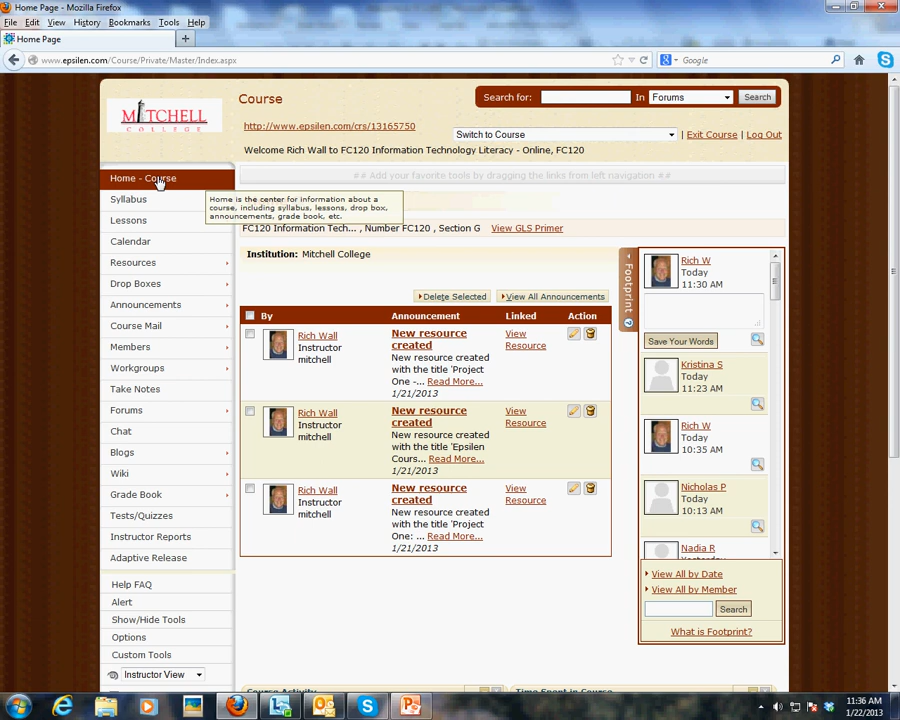 Home Page - Mozilla Firefox
File Edit View History Bookmarks Tools Help
Home Page
www.epsilen.com/Course/Private/Master/Index.aspx
Google
MITCHELL
COLLEGE
Course
Search for:
In
Forums
Search
http://www.epsilen.com/crs/13165750
Switch to Course
| Exit Course | Log Out
Welcome Rich Wall to FC120 Information Technology Literacy - Online, FC120
## Add your favorite tools by dragging the links from left navigation ##
Home - Course
Syllabus
Lessons
Calendar
Resources
Drop Boxes
Announcements
Course Mail
Members
Workgroups
Take Notes
Forums
Chat
Blogs
Wiki
Grade Book
Tests/Quizzes
Instructor Reports
Adaptive Release
Help FAQ
Alert
Show/Hide Tools
Options
Custom Tools
Instructor View
Home is the center for information about a
course, including syllabus, lessons, drop box,
announcements, grade book, etc.
FC120 Information Tech... , Number FC120 , Section G
View GLS Primer
Institution: Mitchell College
Delete Selected
View All Announcements
By Announcement Linked Action
Rich Wall
Instructor
mitchell
New resource
created
New resource created
with the title 'Project
One -... Read More...
1/21/2013
View
Resource
Rich Wall
Instructor
mitchell
New resource
created
New resource created
with the title 'Epsilen
Cours... Read More...
1/21/2013
View
Resource
Rich Wall
Instructor
mitchell
New resource
created
New resource created
with the title 'Project
One: ... Read More...
1/21/2013
View
Resource
Footprint
Rich W
Today
11:30 AM
Save Your Words
Kristina S
Today
11:23 AM
Rich W
Today
10:35 AM
Nicholas P
Today
10:13 AM
Nadia R
View All by Date
View All by Member
Search
What is Footprint?
Course Activity
Time Spent in Course
11:36 AM
1/22/2013